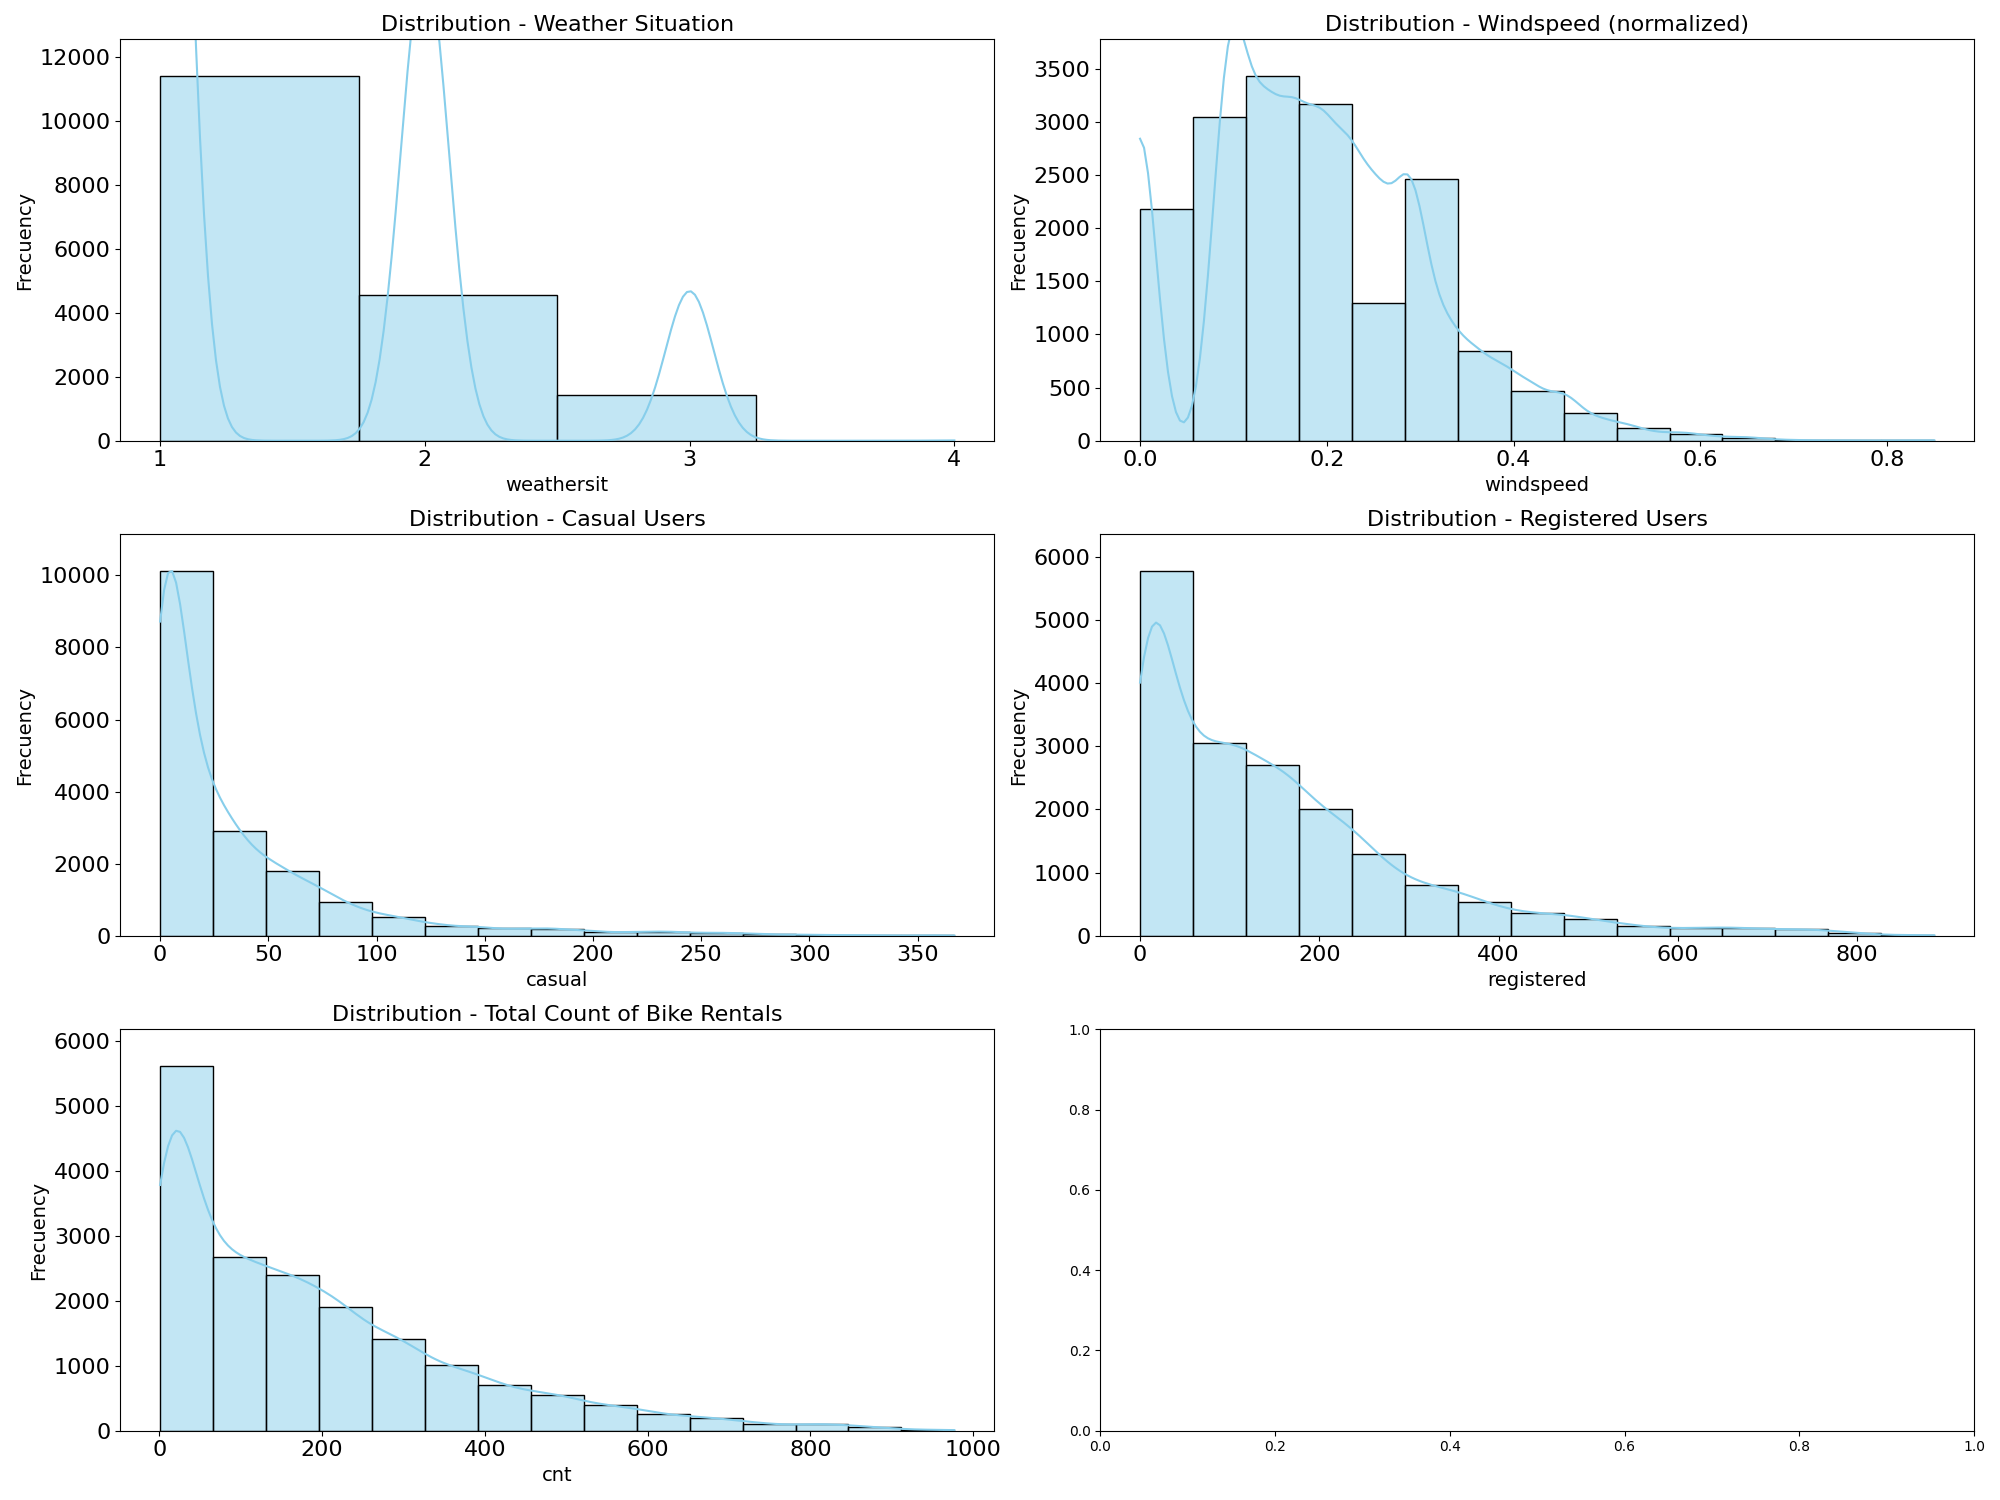 Distribution - Weather Situation
12000
10000
8000
6000
4000
2000
0
Frecuency
1 2 3 4
weathersit
Distribution - Windspeed (normalized)
3500
3000
2500
2000
1500
1000
500
0
Frecuency
0.0 0.2 0.4 0.6 0.8
windspeed
Distribution - Casual Users
10000
8000
6000
4000
2000
0
Frecuency
0 50 100 150 200 250 300 350
casual
Distribution - Registered Users
6000
5000
4000
3000
2000
1000
0
Frecuency
0 200 400 600 800
registered
Distribution - Total Count of Bike Rentals
6000
5000
4000
3000
2000
1000
0
Frecuency
0 200 400 600 800 1000
cnt
1.0
0.8
0.6
0.4
0.2
0.0
0.0 0.2 0.4 0.6 0.8 1.0